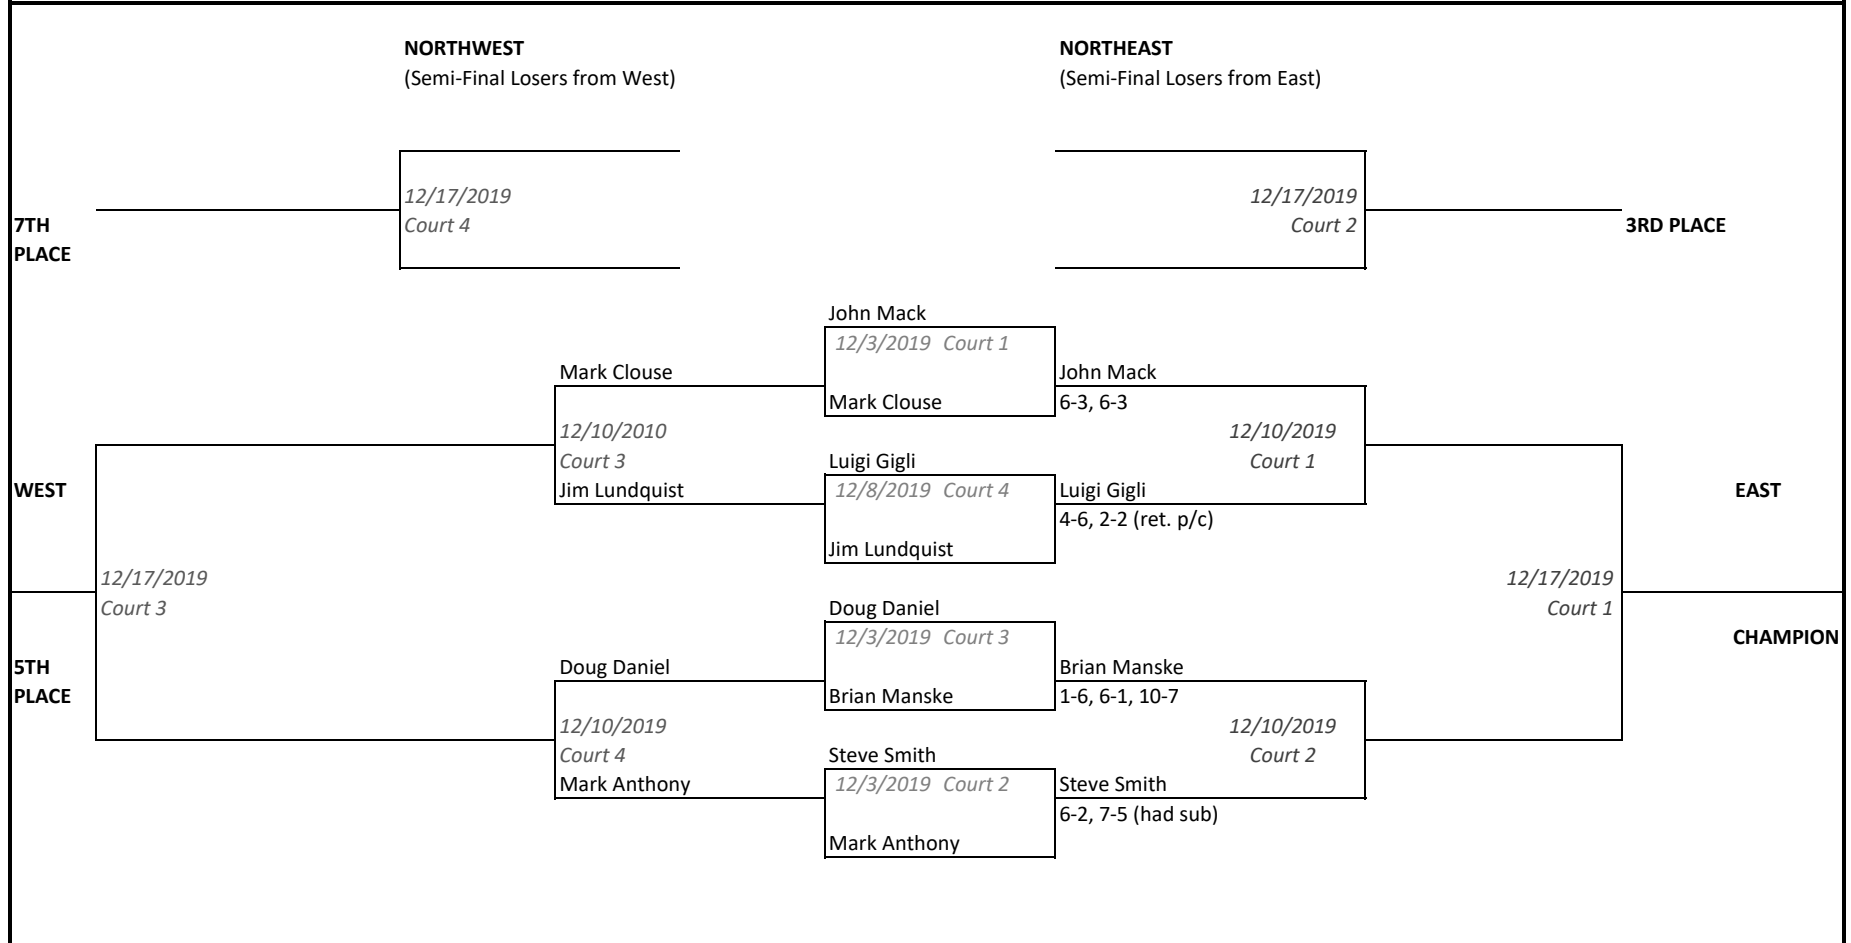 NORTHWEST
(Semi-Final Losers from West)
NORTHEAST
(Semi-Final Losers from East)
12/17/2019
Court 4
12/17/2019
Court 2
7TH
PLACE
3RD PLACE
John Mack
12/3/2019 Court 1
Mark Clouse
Mark Clouse
John Mack
6-3, 6-3
12/10/2010
Court 3
12/10/2019
Court 1
Luigi Gigli
12/8/2019 Court 4
Jim Lundquist
Jim Lundquist
Luigi Gigli
4-6, 2-2 (ret. p/c)
WEST
EAST
12/17/2019
Court 3
12/17/2019
Court 1
Doug Daniel
12/3/2019 Court 3
Brian Manske
Doug Daniel
Brian Manske
1-6, 6-1, 10-7
5TH
PLACE
CHAMPION
12/10/2019
Court 4
12/10/2019
Court 2
Steve Smith
12/3/2019 Court 2
Mark Anthony
Mark Anthony
Steve Smith
6-2, 7-5 (had sub)